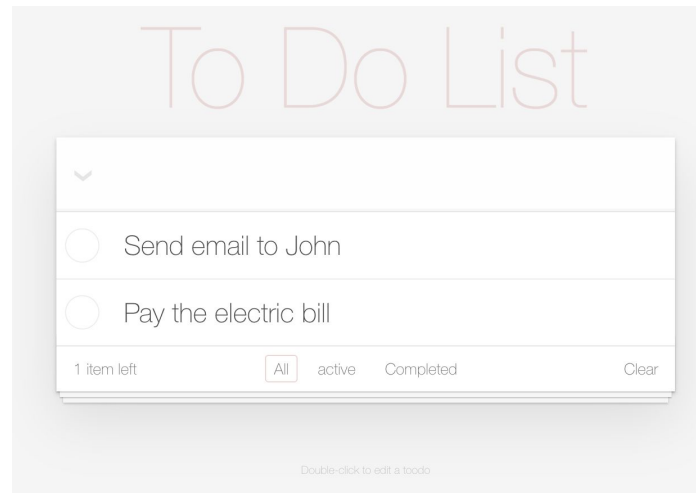 To Do List
Send email to John
Pay the electric bill
1 item left All active Completed Clear
Double-click to edit a toodo